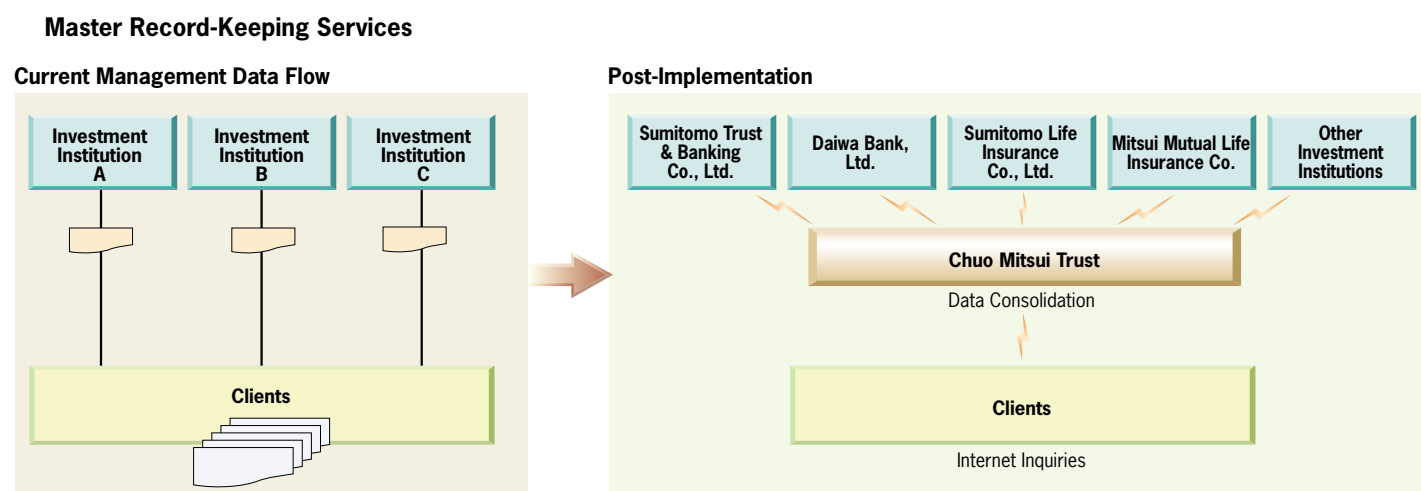 Master Record-Keeping Services
Current Management Data Flow
Investment
Institution
A
Investment
Institution
B
Investment
Institution
C
Clients
Post-Implementation
Sumitomo Trust
& Banking
Co., Ltd.
Daiwa Bank,
Ltd.
Sumitomo Life
Insurance
Co., Ltd.
Mitsui Mutual Life
Insurance Co.
Other
Investment
Institutions
Chuo Mitsui Trust
Data Consolidation
Clients
Internet Inquiries